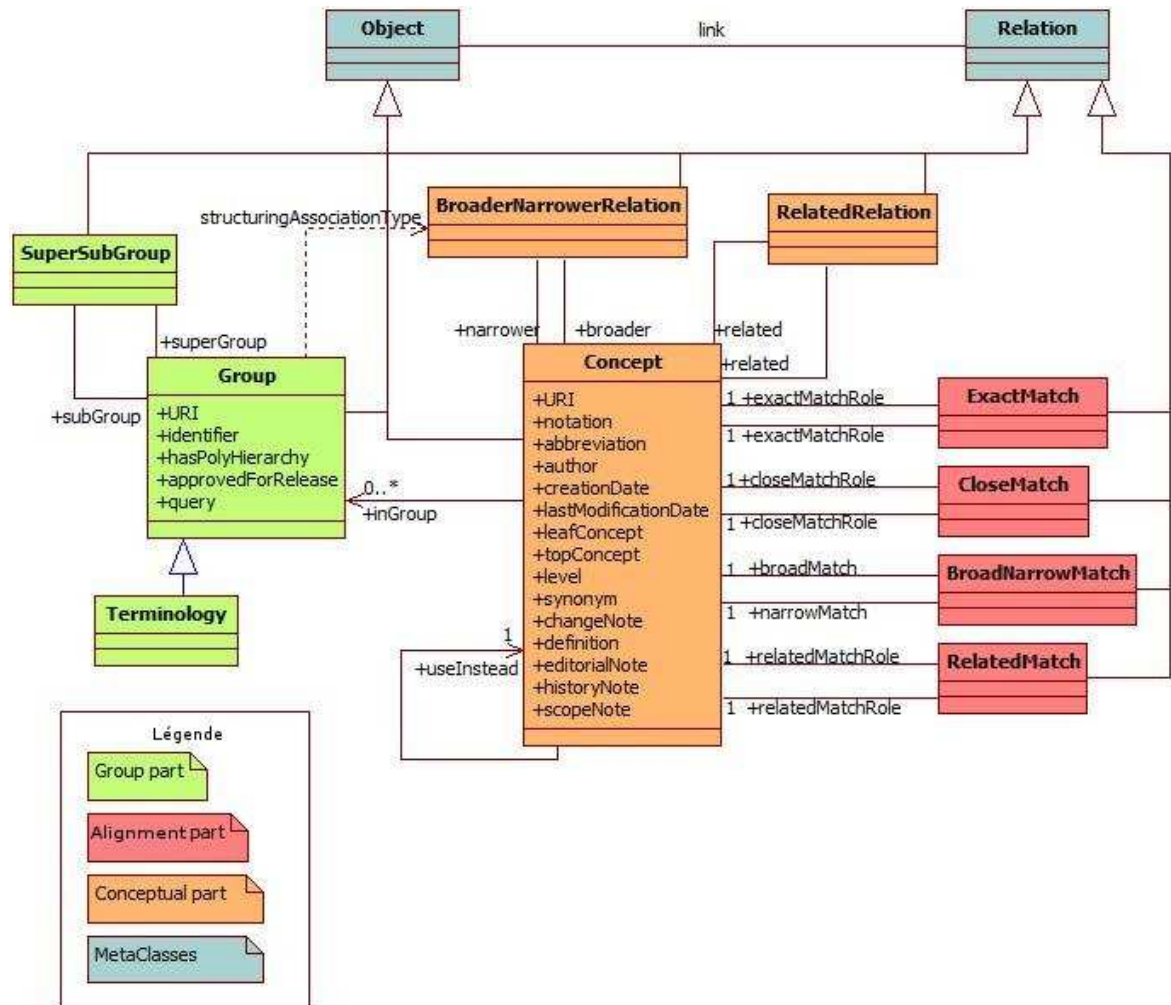 Object
link
Relation
structuringAssociationType
BroaderNarrowerRelation
RelatedRelation
SuperSubGroup
+superGroup
+subGroup
+narrower
+broader
+related
+related
Group
+URI
+identifier
+hasPolyHierarchy
+approvedForRelease
+query
0..*
+inGroup
Terminology
Concept
+URI
+notation
+abbreviation
+author
+creationDate
+lastModificationDate
+leafConcept
+topConcept
+level
+synonym
+changeNote
+definition
+editorialNote
+historyNote
+scopeNote
1
+useInstead
1 +exactMatchRole
1 +exactMatchRole
ExactMatch
1 +closeMatchRole
1 +closeMatchRole
CloseMatch
1 +broadMatch
1 +narrowMatch
BroadNarrowMatch
1 +relatedMatchRole
1 +relatedMatchRole
RelatedMatch
Légende
Group part
Alignment part
Conceptual part
MetaClasses